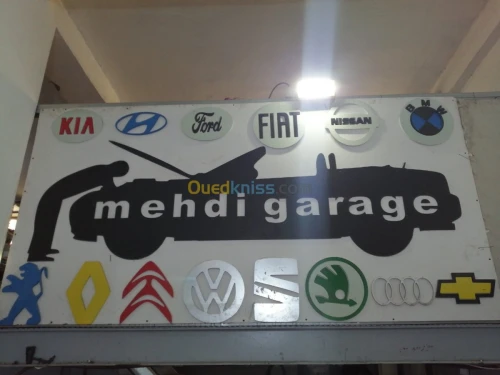 KIA Ford FIAT NISSAN BMW
Ouedkniss.com
mehdi garage